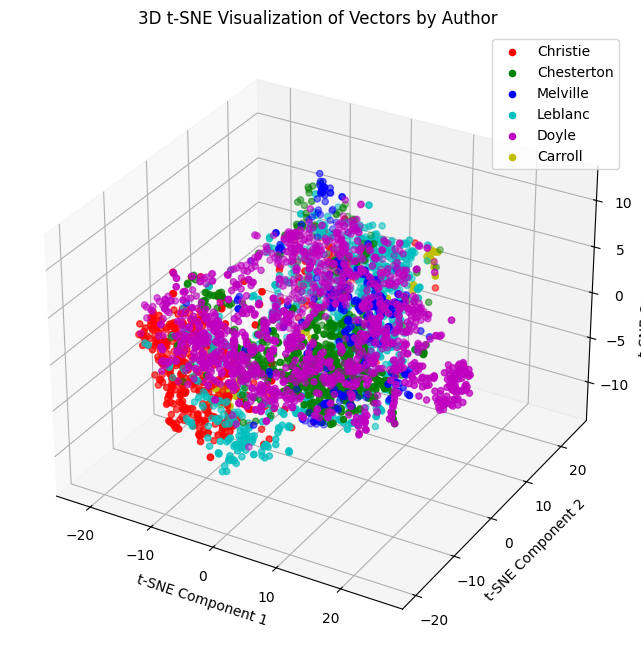 3D t-SNE Visualization of Vectors by Author
Christie
Chesterton
Melville
Leblanc
Doyle
Carroll
10
5
0
−5
−10
20
10
0
−10
−20
t-SNE Component 2
−20
−10
0
10
20
t-SNE Component 1